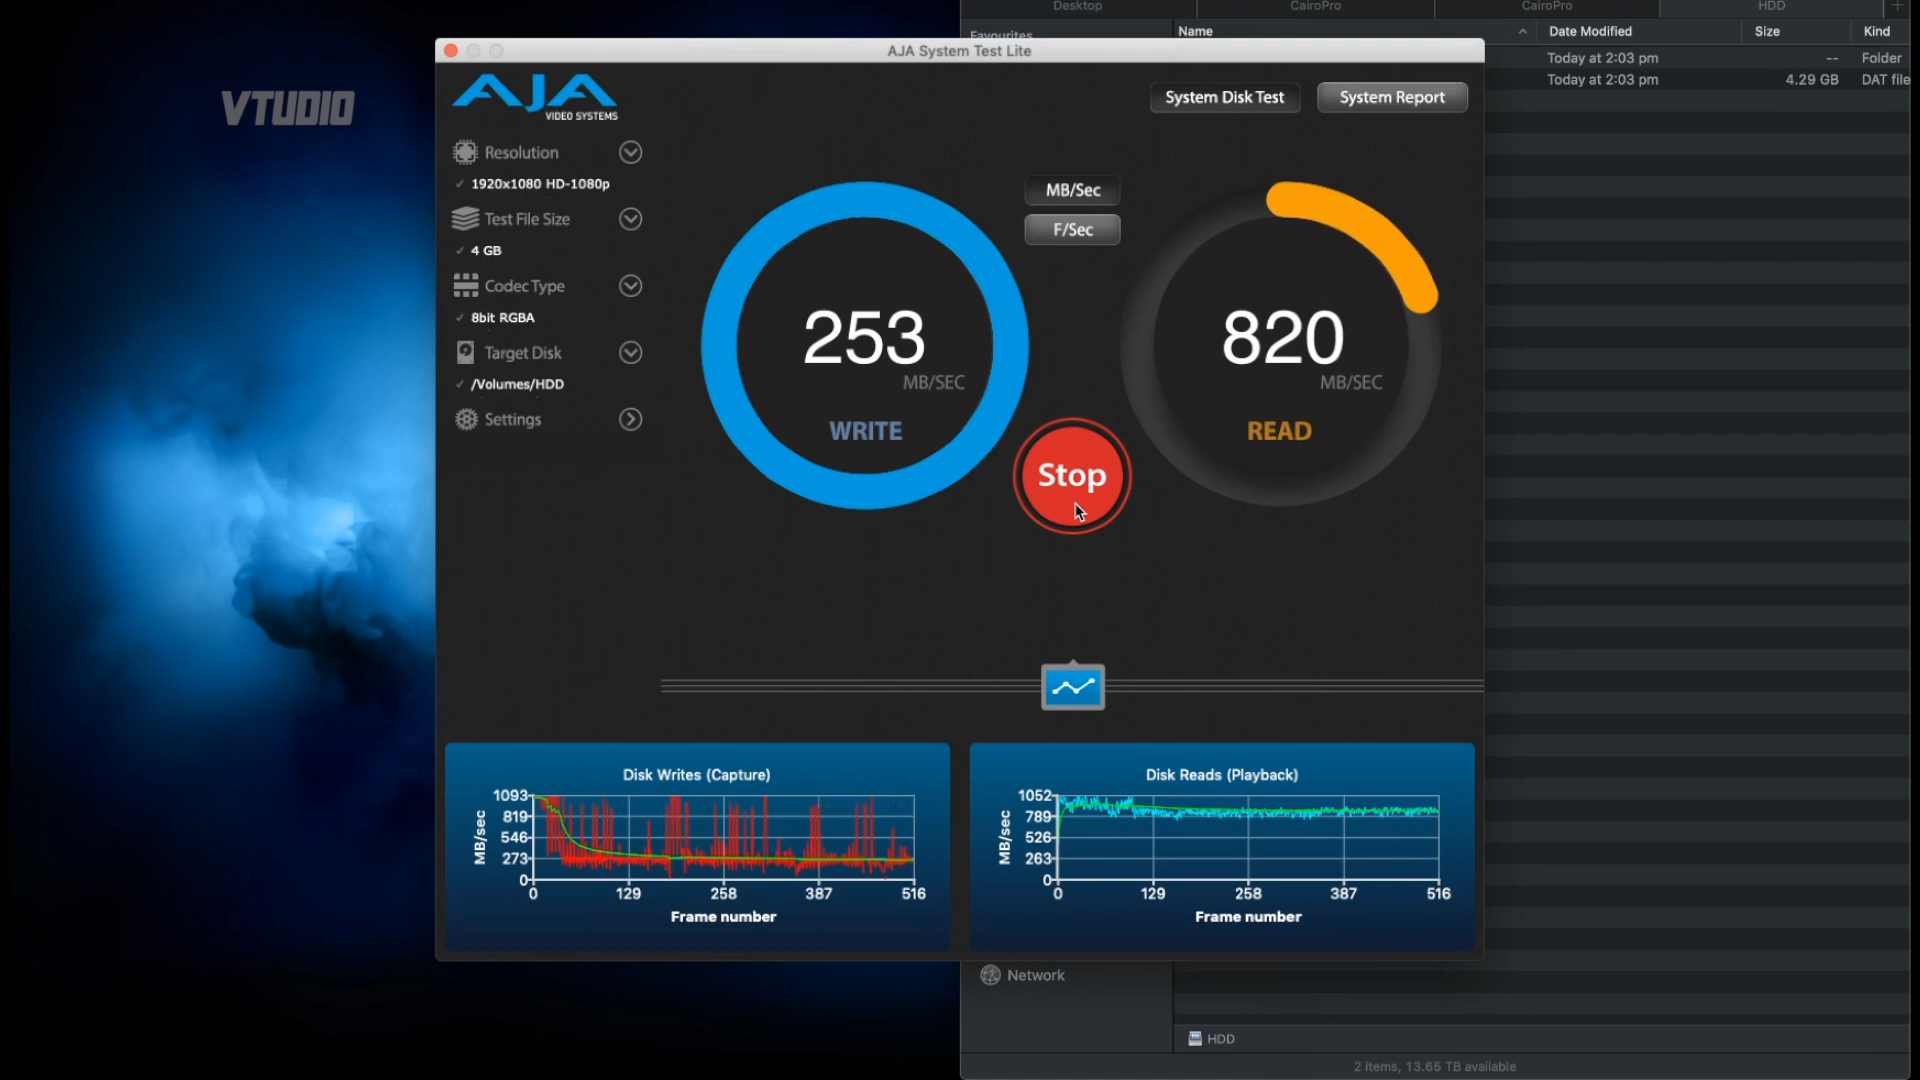 Desktop
CairoPro
CairoPro
HDD
Favourites
Name
Date Modified
Size
Kind
Today at 2:03 pm
--
Folder
Today at 2:03 pm
4.29 GB
DAT file
VTUDIO
AJA System Test Lite
AJA
VIDEO SYSTEMS
System Disk Test
System Report
Resolution
1920x1080 HD-1080p
Test File Size
4 GB
Codec Type
8bit RGBA
Target Disk
/Volumes/HDD
Settings
MB/Sec
F/Sec
253
MB/SEC
WRITE
820
MB/SEC
READ
Stop
Disk Writes (Capture)
1093
819
546
273
0
MB/sec
0 129 258 387 516
Frame number
Disk Reads (Playback)
1052
789
526
263
0
MB/sec
0 129 258 387 516
Frame number
Network
HDD
2 items, 13.65 TB available